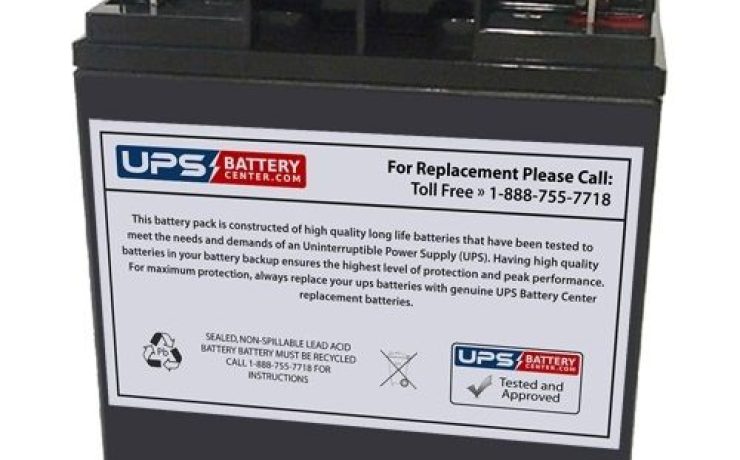 UPS BATTERY
CENTER.COM
For Replacement Please Call:
Toll Free » 1-888-755-7718
This battery pack is constructed of high quality long life batteries that have been tested to
meet the needs and demands of an Uninterruptible Power Supply (UPS). Having high quality
batteries in your battery backup ensures the highest level of protection and peak performance.
For maximum protection, always replace your ups batteries with genuine UPS Battery Center
replacement batteries.
Pb
SEALED, NON-SPILLABLE LEAD ACID
BATTERY BATTERY MUST BE RECYCLED
CALL 1-888-755-7718 FOR
INSTRUCTIONS
UPS BATTERY
CENTER.COM
Tested and
Approved